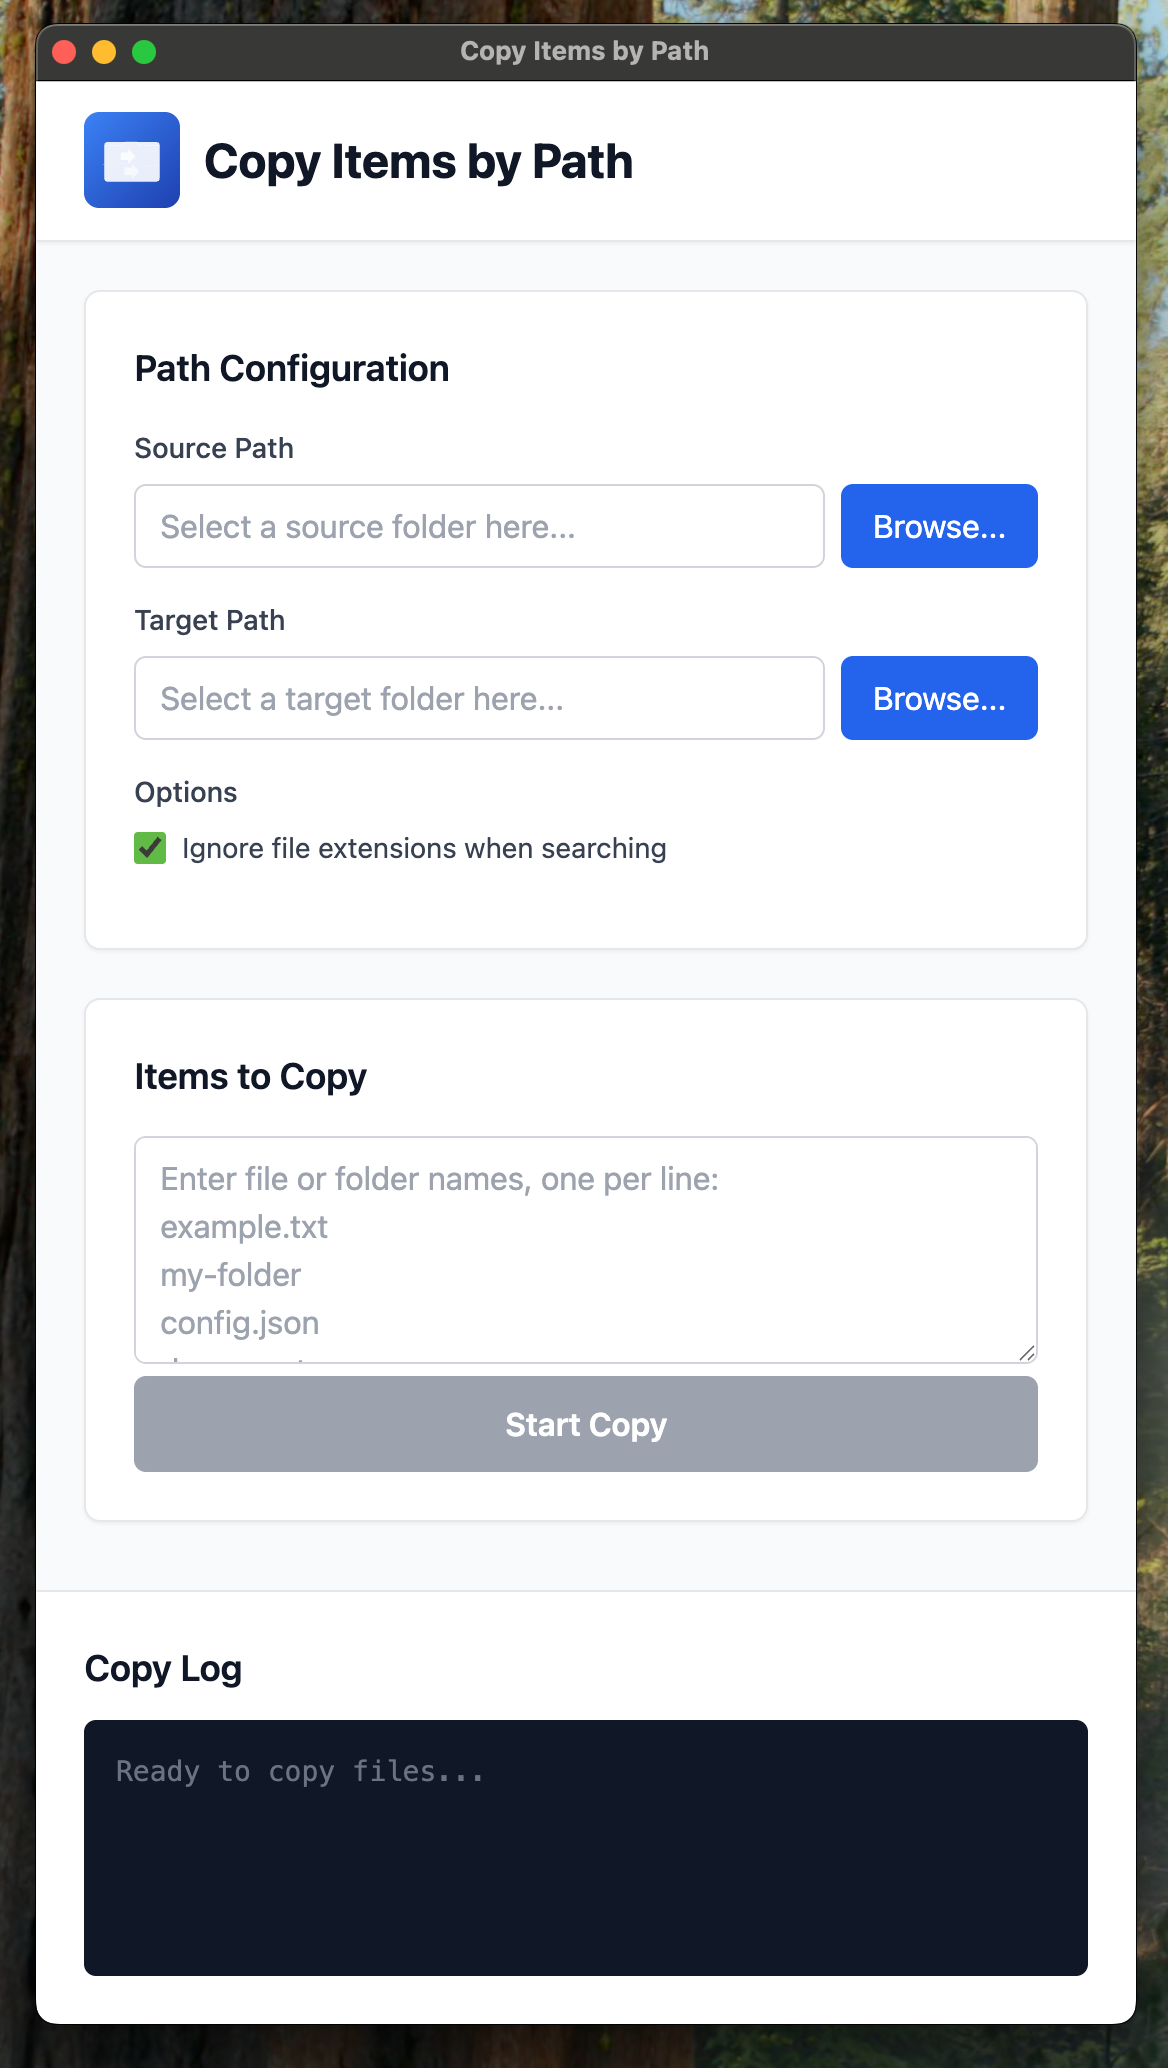 Copy Items by Path
Copy Items by Path
Path Configuration
Source Path
Select a source folder here...
Browse...
Target Path
Select a target folder here...
Browse...
Options
Ignore file extensions when searching
Items to Copy
Enter file or folder names, one per line:
example.txt
my-folder
config.json
Start Copy
Copy Log
Ready to copy files...